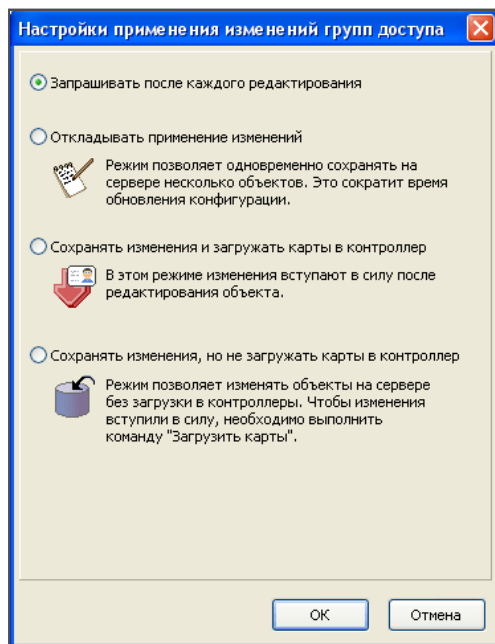 Настройки применения изменений групп доступа
Запрашивать после каждого редактирования
Откладывать применение изменений
Режим позволяет одновременно сохранять на
сервере несколько объектов. Это сократит время
обновления конфигурации.
Сохранять изменения и загружать карты в контроллер
В этом режиме изменения вступают в силу после
редактирования объекта.
Сохранять изменения, но не загружать карты в контроллер
Режим позволяет изменять объекты на сервере
без загрузки в контроллеры. Чтобы изменения
вступили в силу, необходимо выполнить
команду "Загрузить карты".
ОК
Отмена